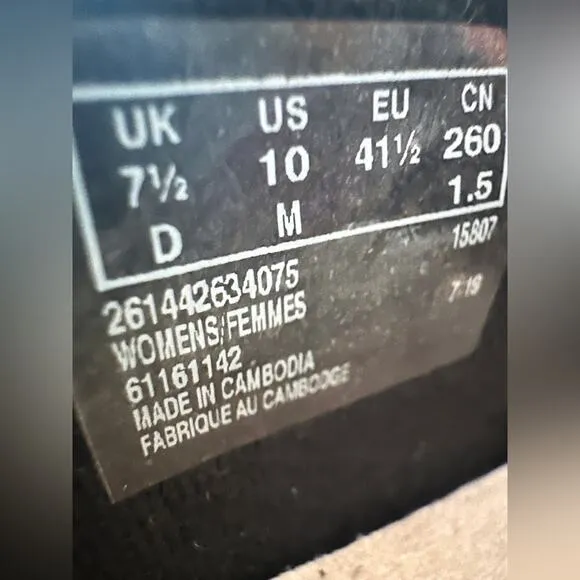 UK US EU CN
7½ 10 41½ 260
D M 1.5
261442634075 15807
WOMENS/FEMMES 7 19
61161142
MADE IN CAMBODIA
FABRIQUE AU CAMBODGE